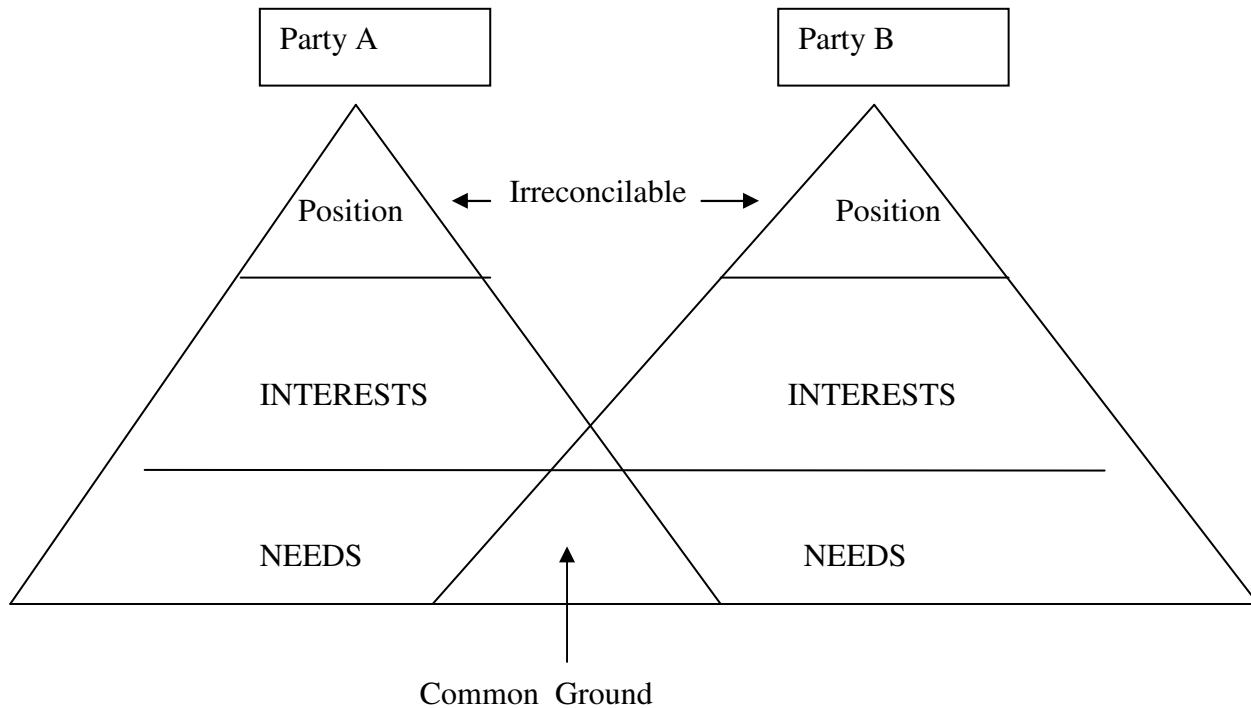 Party A
Party B
Irreconcilable
Position
Position
INTERESTS
INTERESTS
NEEDS
NEEDS
Common Ground